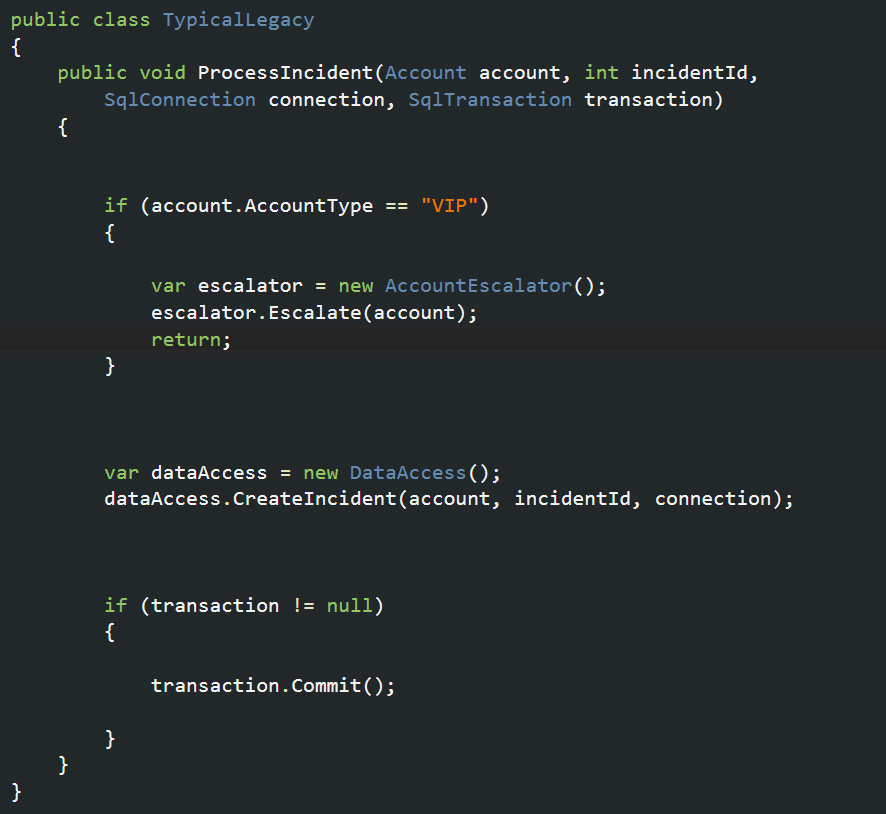 public class TypicalLegacy
{
    public void ProcessIncident(Account account, int incidentId,
        SqlConnection connection, SqlTransaction transaction)
    {
        if (account.AccountType == "VIP")
        {
            var escalator = new AccountEscalator();
            escalator.Escalate(account);
            return;
        }
        var dataAccess = new DataAccess();
        dataAccess.CreateIncident(account, incidentId, connection);
        if (transaction != null)
        {
            transaction.Commit();
        }
    }
}